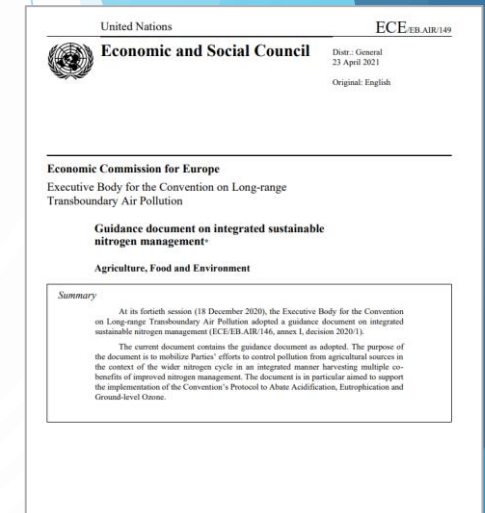 United Nations
ECE/EB.AIR/149
Economic and Social Council
Distr.: General
23 April 2021
Original: English
Economic Commission for Europe
Executive Body for the Convention on Long-range
Transboundary Air Pollution
Guidance document on integrated sustainable
nitrogen management*
Agriculture, Food and Environment
Summary
At its fortieth session (18 December 2020), the Executive Body for the Convention
on Long-range Transboundary Air Pollution adopted a guidance document on integrated
sustainable nitrogen management (ECE/EB.AIR/146, annex I, decision 2020/1).
The current document contains the guidance document as adopted. The purpose of
the document is to mobilize Parties' efforts to control pollution from agricultural sources in
the context of the wider nitrogen cycle in an integrated manner harvesting multiple co-
benefits of improved nitrogen management. The document is in particular aimed to support
the implementation of the Convention's Protocol to Abate Acidification, Eutrophication and
Ground-level Ozone.